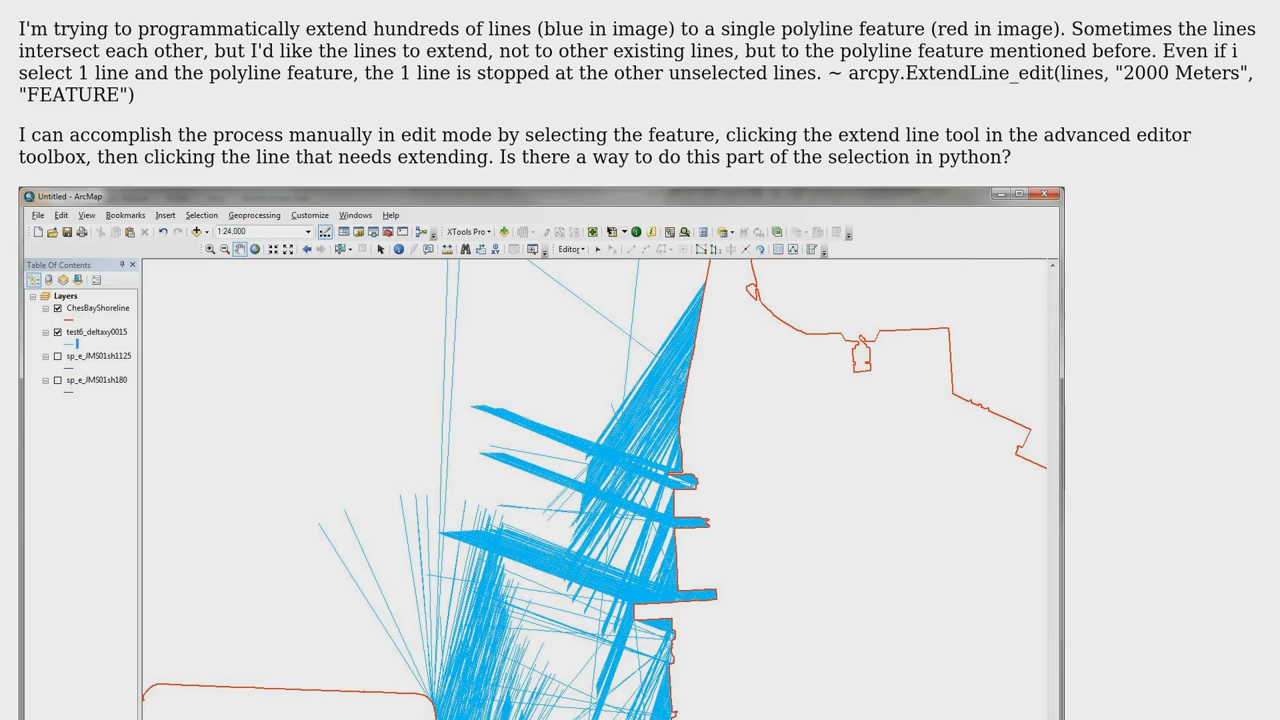 I'm trying to programmatically extend hundreds of lines (blue in image) to a single polyline feature (red in image). Sometimes the lines
intersect each other, but I'd like the lines to extend, not to other existing lines, but to the polyline feature mentioned before. Even if i
select 1 line and the polyline feature, the 1 line is stopped at the other unselected lines. ~ arcpy.ExtendLine_edit(lines, "2000 Meters",
"FEATURE")
I can accomplish the process manually in edit mode by selecting the feature, clicking the extend line tool in the advanced editor
toolbox, then clicking the line that needs extending. Is there a way to do this part of the selection in python?
Untitled - ArcMap
File Edit View Bookmarks Insert Selection Geoprocessing Customize Windows Help
1:24,000 XTools Pro
Editor
Table Of Contents
Layers
ChesBayShoreline
test6_deltaxy0015
sp_e_JMS01sh1125
sp_e_JMS01sh180